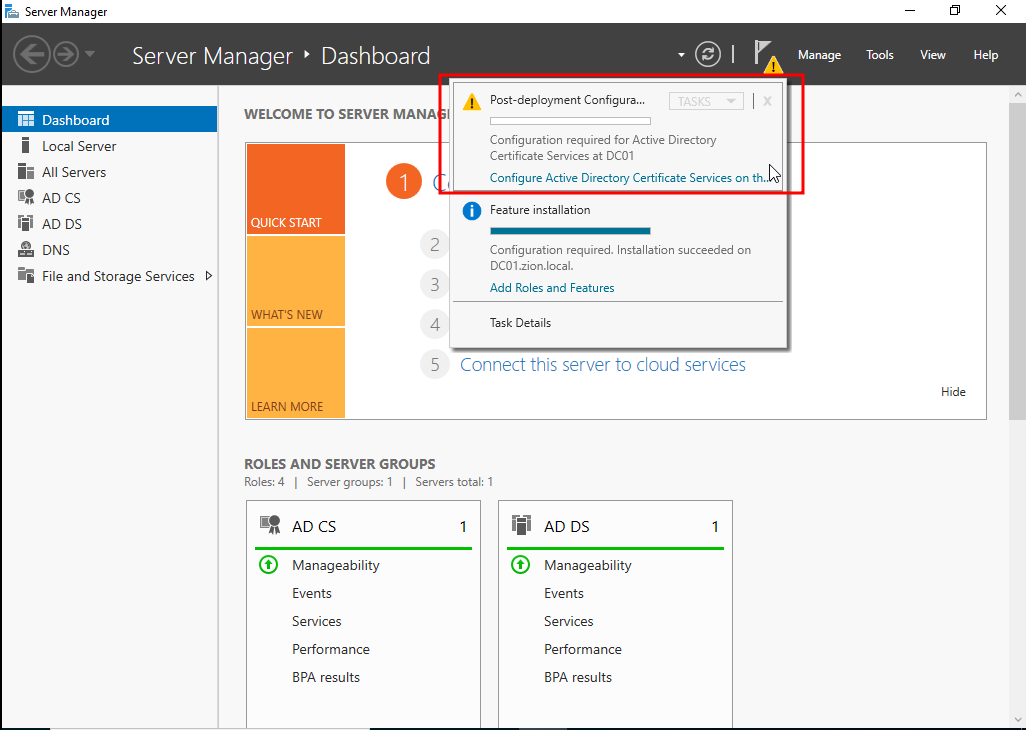 Server Manager
Server Manager ‣ Dashboard
Manage
Tools
View
Help
Dashboard
Local Server
All Servers
AD CS
AD DS
DNS
File and Storage Services
WELCOME TO SERVER MANAG
QUICK START
WHAT'S NEW
LEARN MORE
1
2
3
4
5 Connect this server to cloud services
Hide
Post-deployment Configura...
TASKS
X
Configuration required for Active Directory
Certificate Services at DC01
Configure Active Directory Certificate Services on th...
Feature installation
Configuration required. Installation succeeded on
DC01.zion.local.
Add Roles and Features
Task Details
ROLES AND SERVER GROUPS
Roles: 4 | Server groups: 1 | Servers total: 1
AD CS 1
Manageability
Events
Services
Performance
BPA results
AD DS 1
Manageability
Events
Services
Performance
BPA results